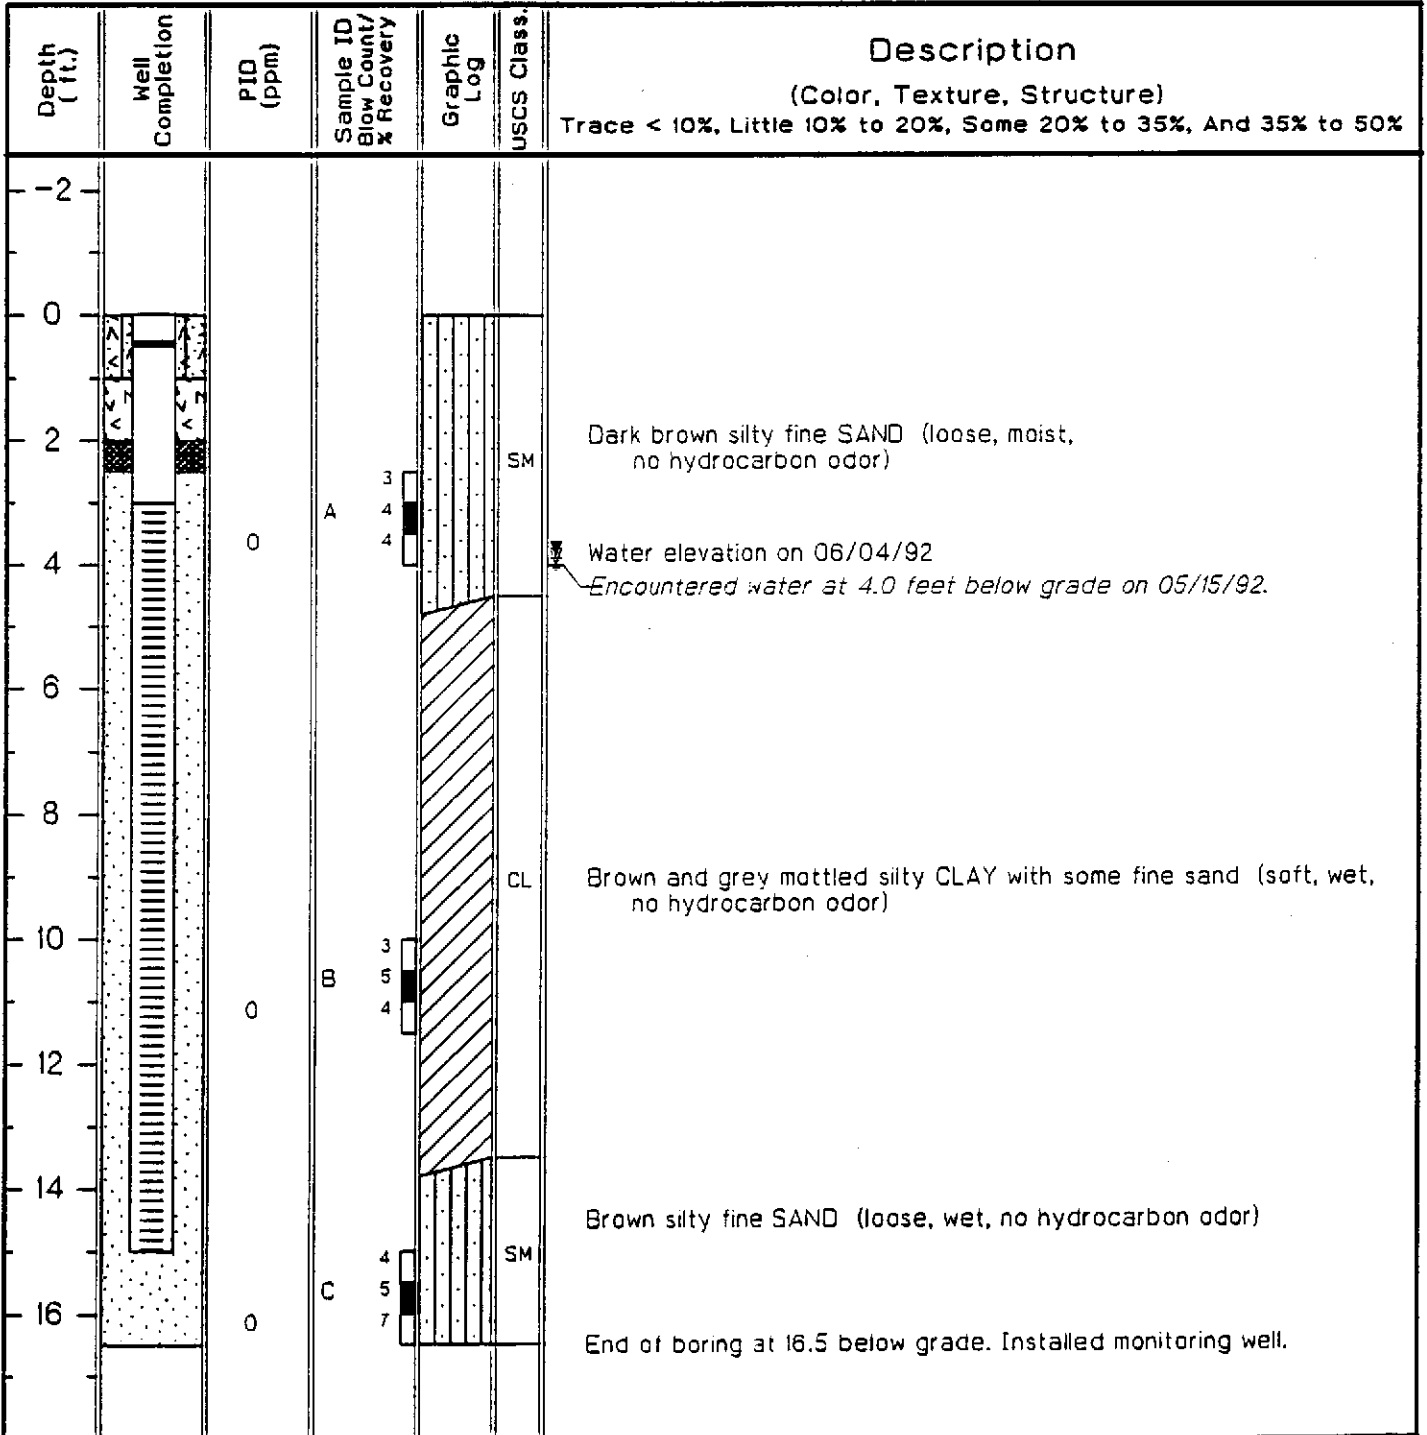 Depth
(ft.)
Well
Completion
PID
(ppm)
Sample ID
Blow Count/
% Recovery
Graphic
Log
USCS Class.
Description
(Color, Texture, Structure)
Trace < 10%, Little 10% to 20%, Some 20% to 35%, And 35% to 50%
-2
0
2
Dark brown silty fine SAND (loose, moist,
no hydrocarbon odor)
SM
3
A
4
0
4
Water elevation on 06/04/92
4
Encountered water at 4.0 feet below grade on 05/15/92.
6
8
CL
Brown and grey mottled silty CLAY with some fine sand (soft, wet,
no hydrocarbon odor)
10
3
B
5
0
4
12
14
Brown silty fine SAND (loose, wet, no hydrocarbon odor)
SM
4
C
5
16
0
7
End of boring at 16.5 below grade. Installed monitoring well.